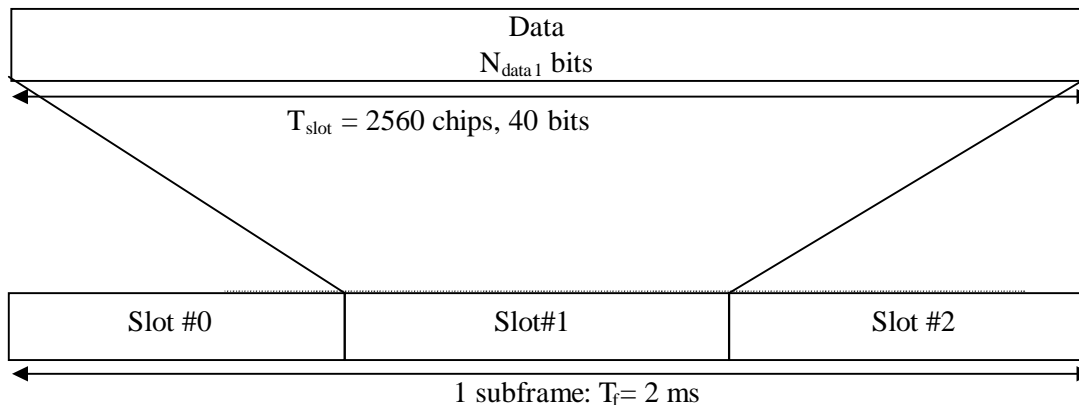 Data
N_data1 bits
T_slot = 2560 chips, 40 bits
Slot #0 Slot#1 Slot #2
1 subframe: T_f= 2 ms